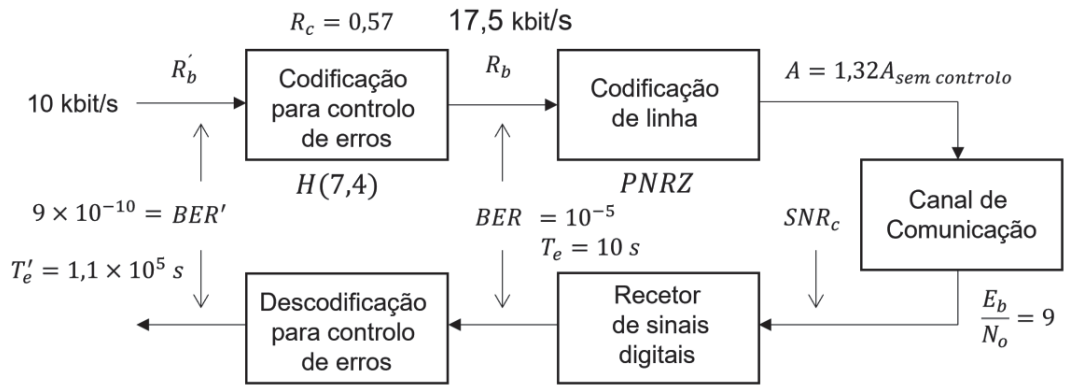 R_c = 0,57
17,5 kbit/s
10 kbit/s
R_b^′
Codificação
para controlo
de erros
R_b
Codificação
de linha
A = 1,32A_{sem controlo}
H(7,4)
PNRZ
9 × 10^{−10} = BER′
BER = 10^{−5}
SNR_c
Canal de
Comunicação
T_e′ = 1,1 × 10^5 s
T_e = 10 s
Descodificação
para controlo
de erros
Recetor
de sinais
digitais
E_b/N_o = 9